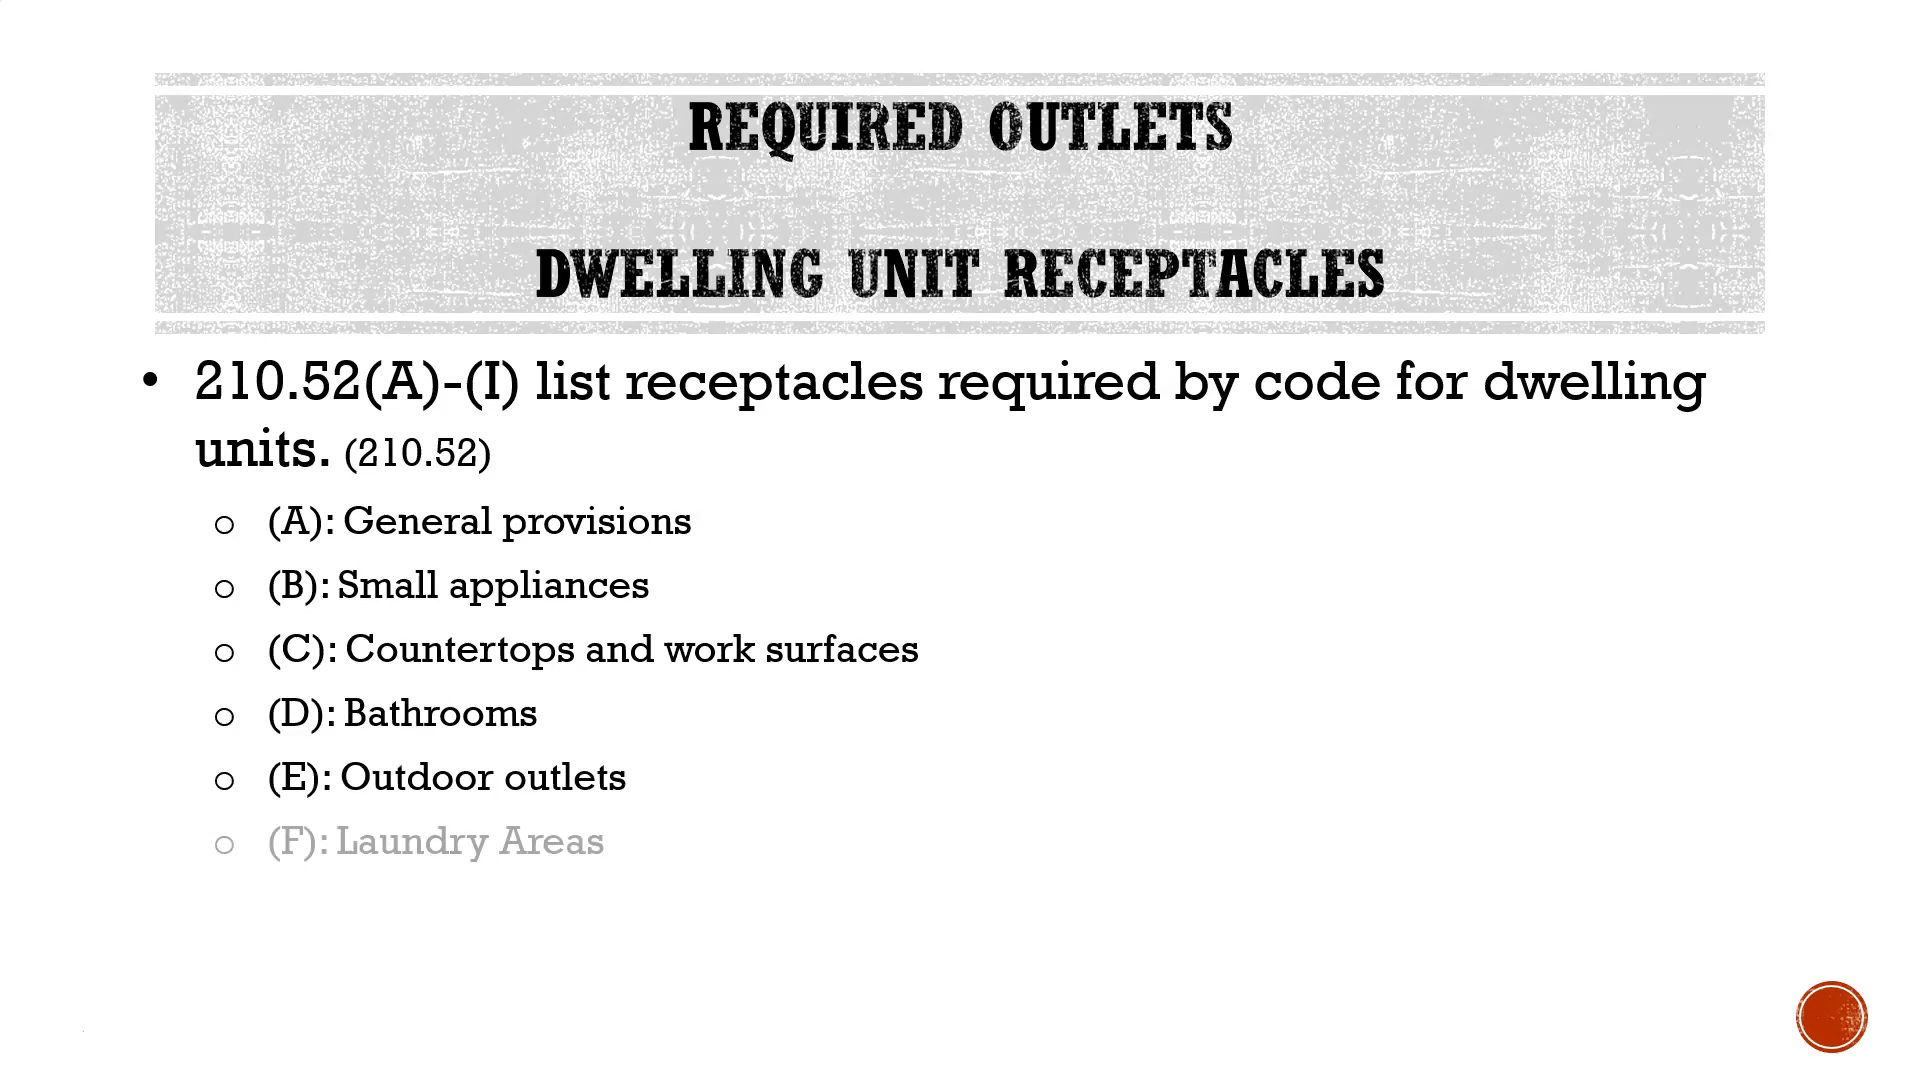 REQUIRED OUTLETS
DWELLING UNIT RECEPTACLES
• 210.52(A)-(I) list receptacles required by code for dwelling
units. (210.52)
o (A): General provisions
o (B): Small appliances
o (C): Countertops and work surfaces
o (D): Bathrooms
o (E): Outdoor outlets
o (F): Laundry Areas